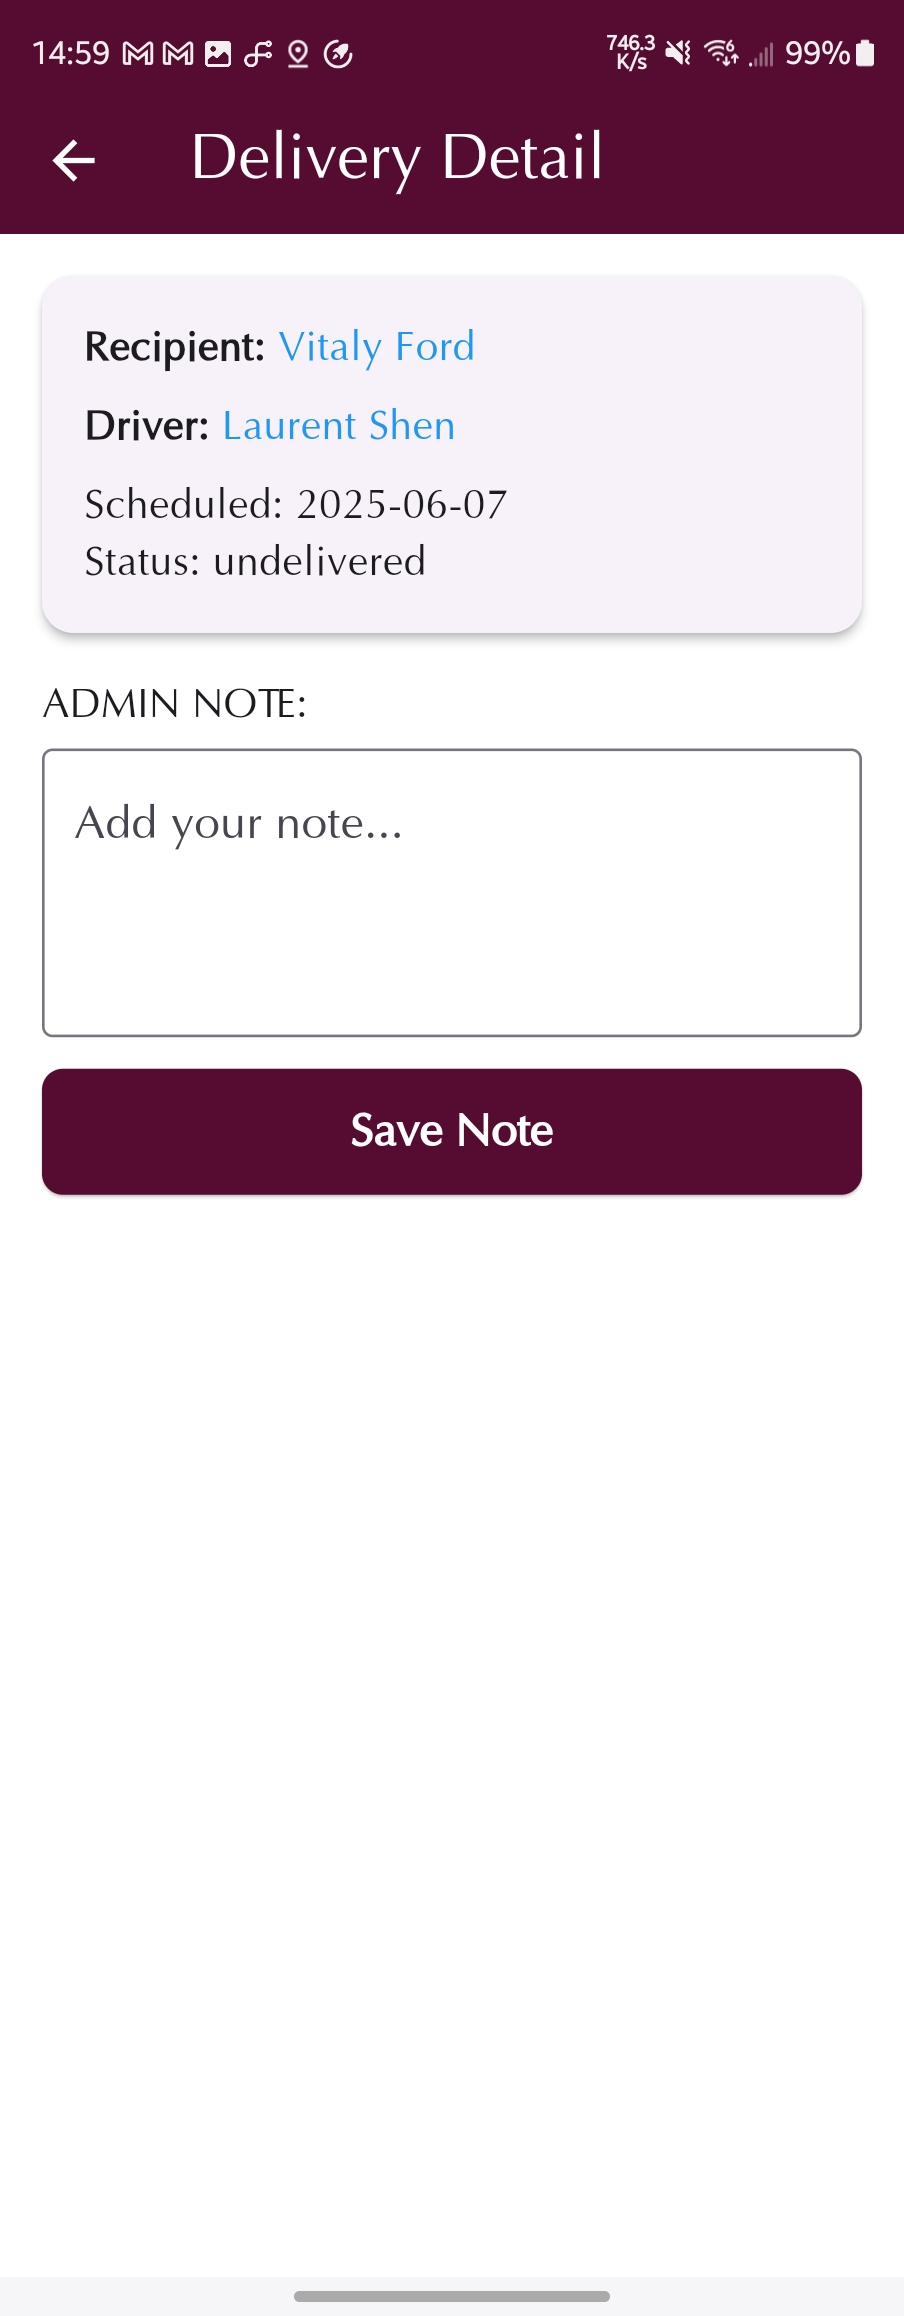 14:59 746.3 K/s 6 99%
Delivery Detail
Recipient: Vitaly Ford
Driver: Laurent Shen
Scheduled: 2025-06-07
Status: undelivered
ADMIN NOTE:
Add your note...
Save Note